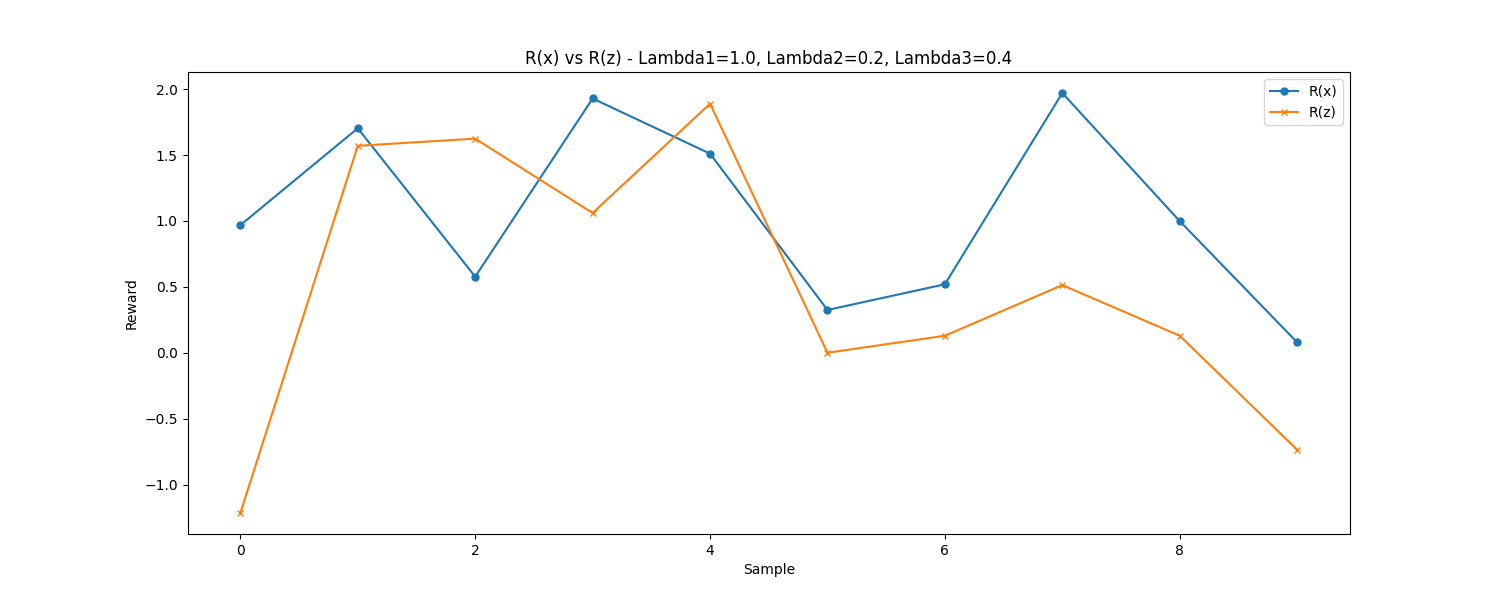 R(x) vs R(z) - Lambda1=1.0, Lambda2=0.2, Lambda3=0.4
R(x)
R(z)
2.0
1.5
1.0
0.5
0.0
−0.5
−1.0
Reward
0 2 4 6 8
Sample